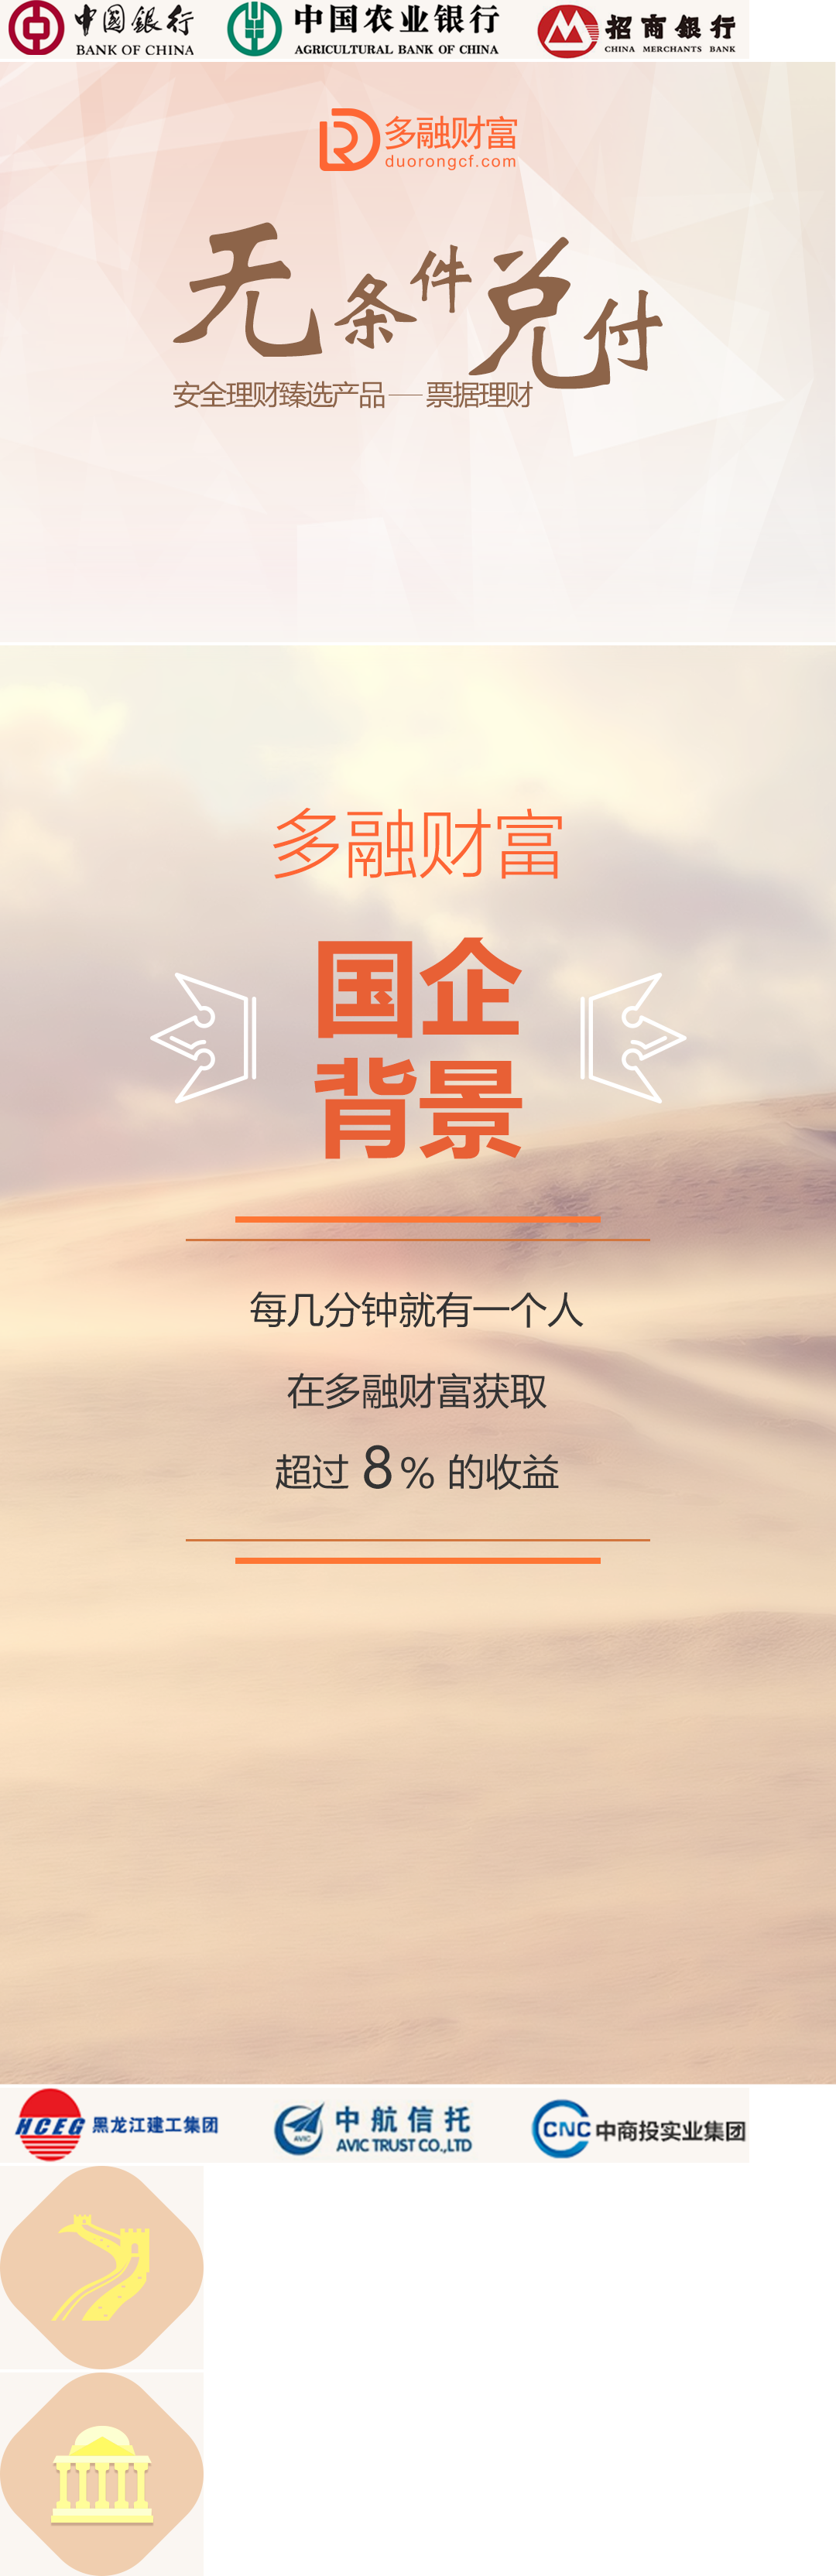 中國銀行
BANK OF CHINA
中国农业银行
AGRICULTURAL BANK OF CHINA
招商銀行
CHINA MERCHANTS BANK
多融财富
duorongcf.com
无条件兑付
安全理财臻选产品——票据理财
多融财富
国企
背景
每几分钟就有一个人
在多融财富获取
超过 8% 的收益
HCEG 黑龙江建工集团
中航信托
AVIC
AVIC TRUST CO.,LTD
CNC 中商投实业集团